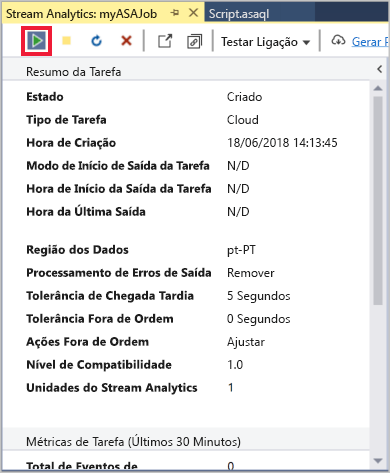 Stream Analytics: myASAJob Script.asaql
Testar Ligação Gerar
Resumo da Tarefa
Estado Criado
Tipo de Tarefa Cloud
Hora de Criação 18/06/2018 14:13:45
Modo de Início de Saída da Tarefa N/D
Hora de Início da Saída da Tarefa N/D
Hora da Última Saída N/D
Região dos Dados pt-PT
Processamento de Erros de Saída Remover
Tolerância de Chegada Tardia 5 Segundos
Tolerância Fora de Ordem 0 Segundos
Ações Fora de Ordem Ajustar
Nível de Compatibilidade 1.0
Unidades do Stream Analytics 1
Métricas de Tarefa (Últimos 30 Minutos)
Total de Eventos de 0